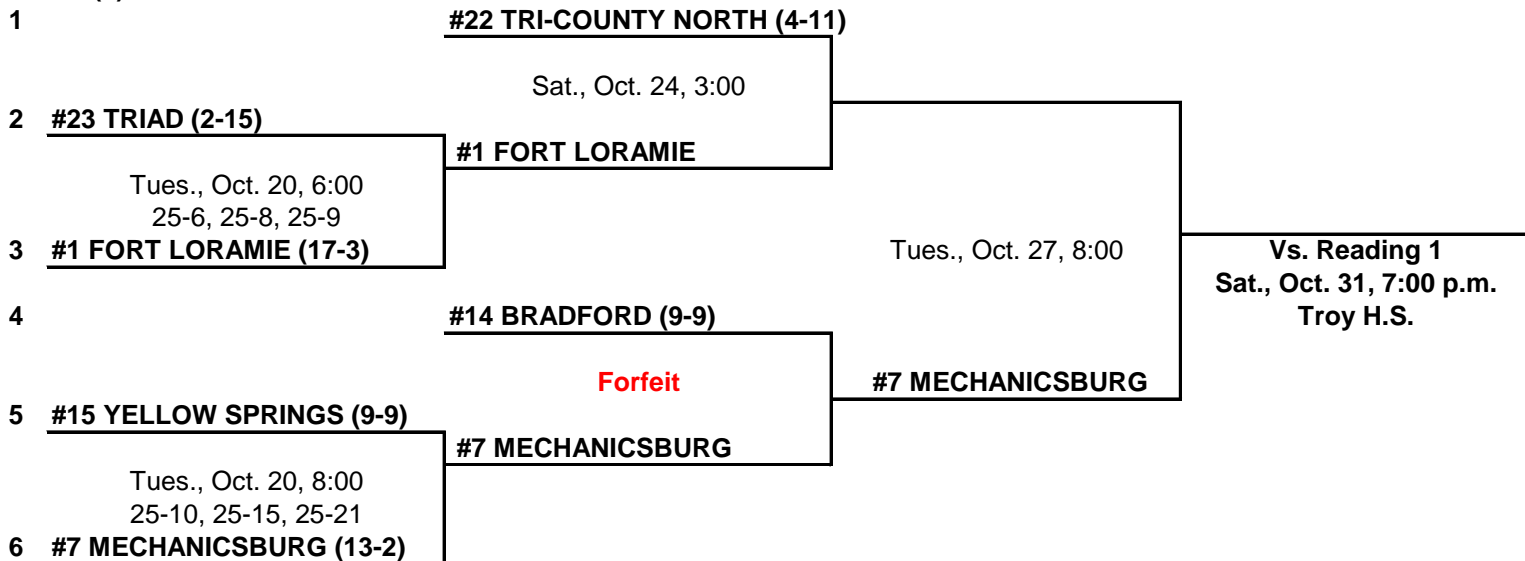 1 #22 TRI-COUNTY NORTH (4-11)
Sat., Oct. 24, 3:00
2 #23 TRIAD (2-15)
#1 FORT LORAMIE
Tues., Oct. 20, 6:00
25-6, 25-8, 25-9
3 #1 FORT LORAMIE (17-3)
Tues., Oct. 27, 8:00
Vs. Reading 1
Sat., Oct. 31, 7:00 p.m.
Troy H.S.
4 #14 BRADFORD (9-9)
Forfeit
#7 MECHANICSBURG
5 #15 YELLOW SPRINGS (9-9)
#7 MECHANICSBURG
Tues., Oct. 20, 8:00
25-10, 25-15, 25-21
6 #7 MECHANICSBURG (13-2)